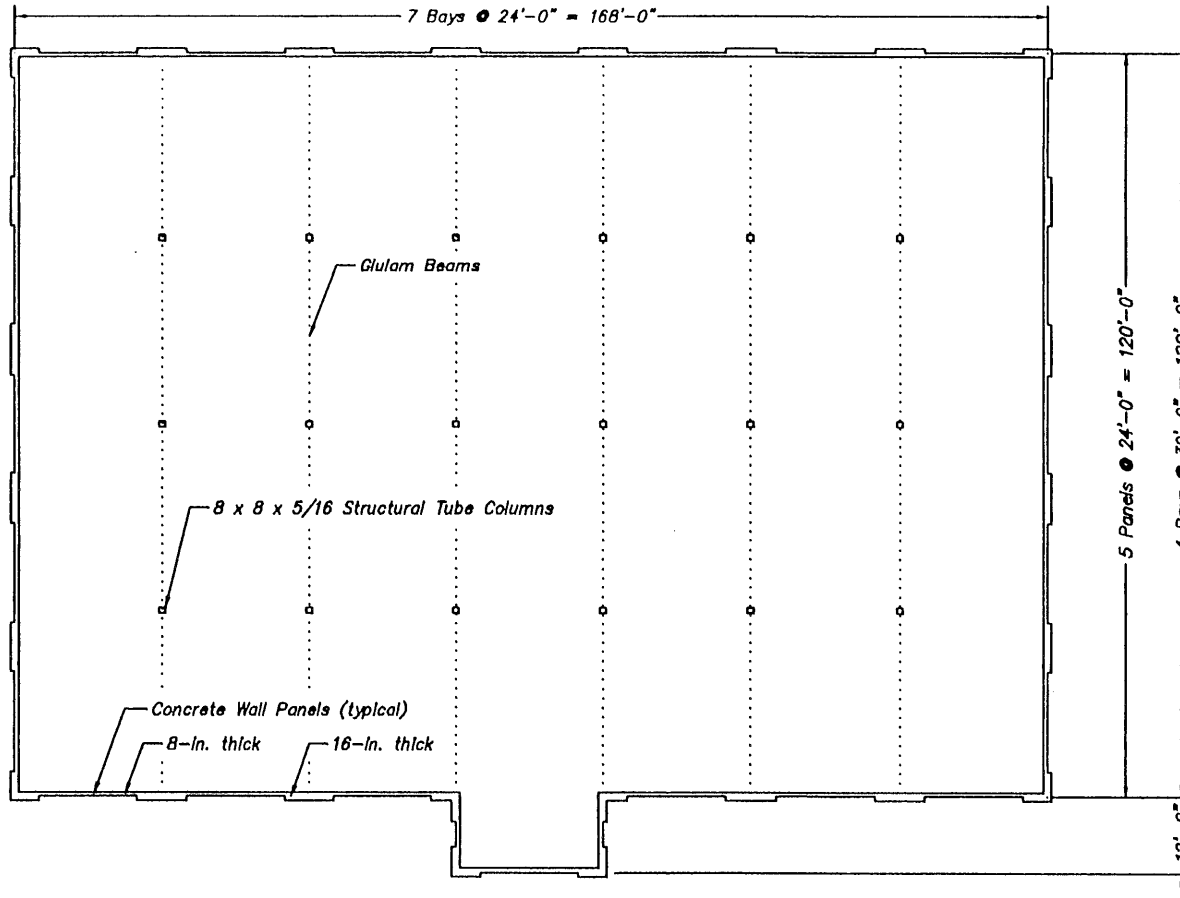 7 Bays @ 24'-0" = 168'-0"
Glulam Beams
5 Panels @ 24'-0" = 120'-0"
8 x 8 x 5/16 Structural Tube Columns
Concrete Wall Panels (typical)
8-in. thick
16-in. thick